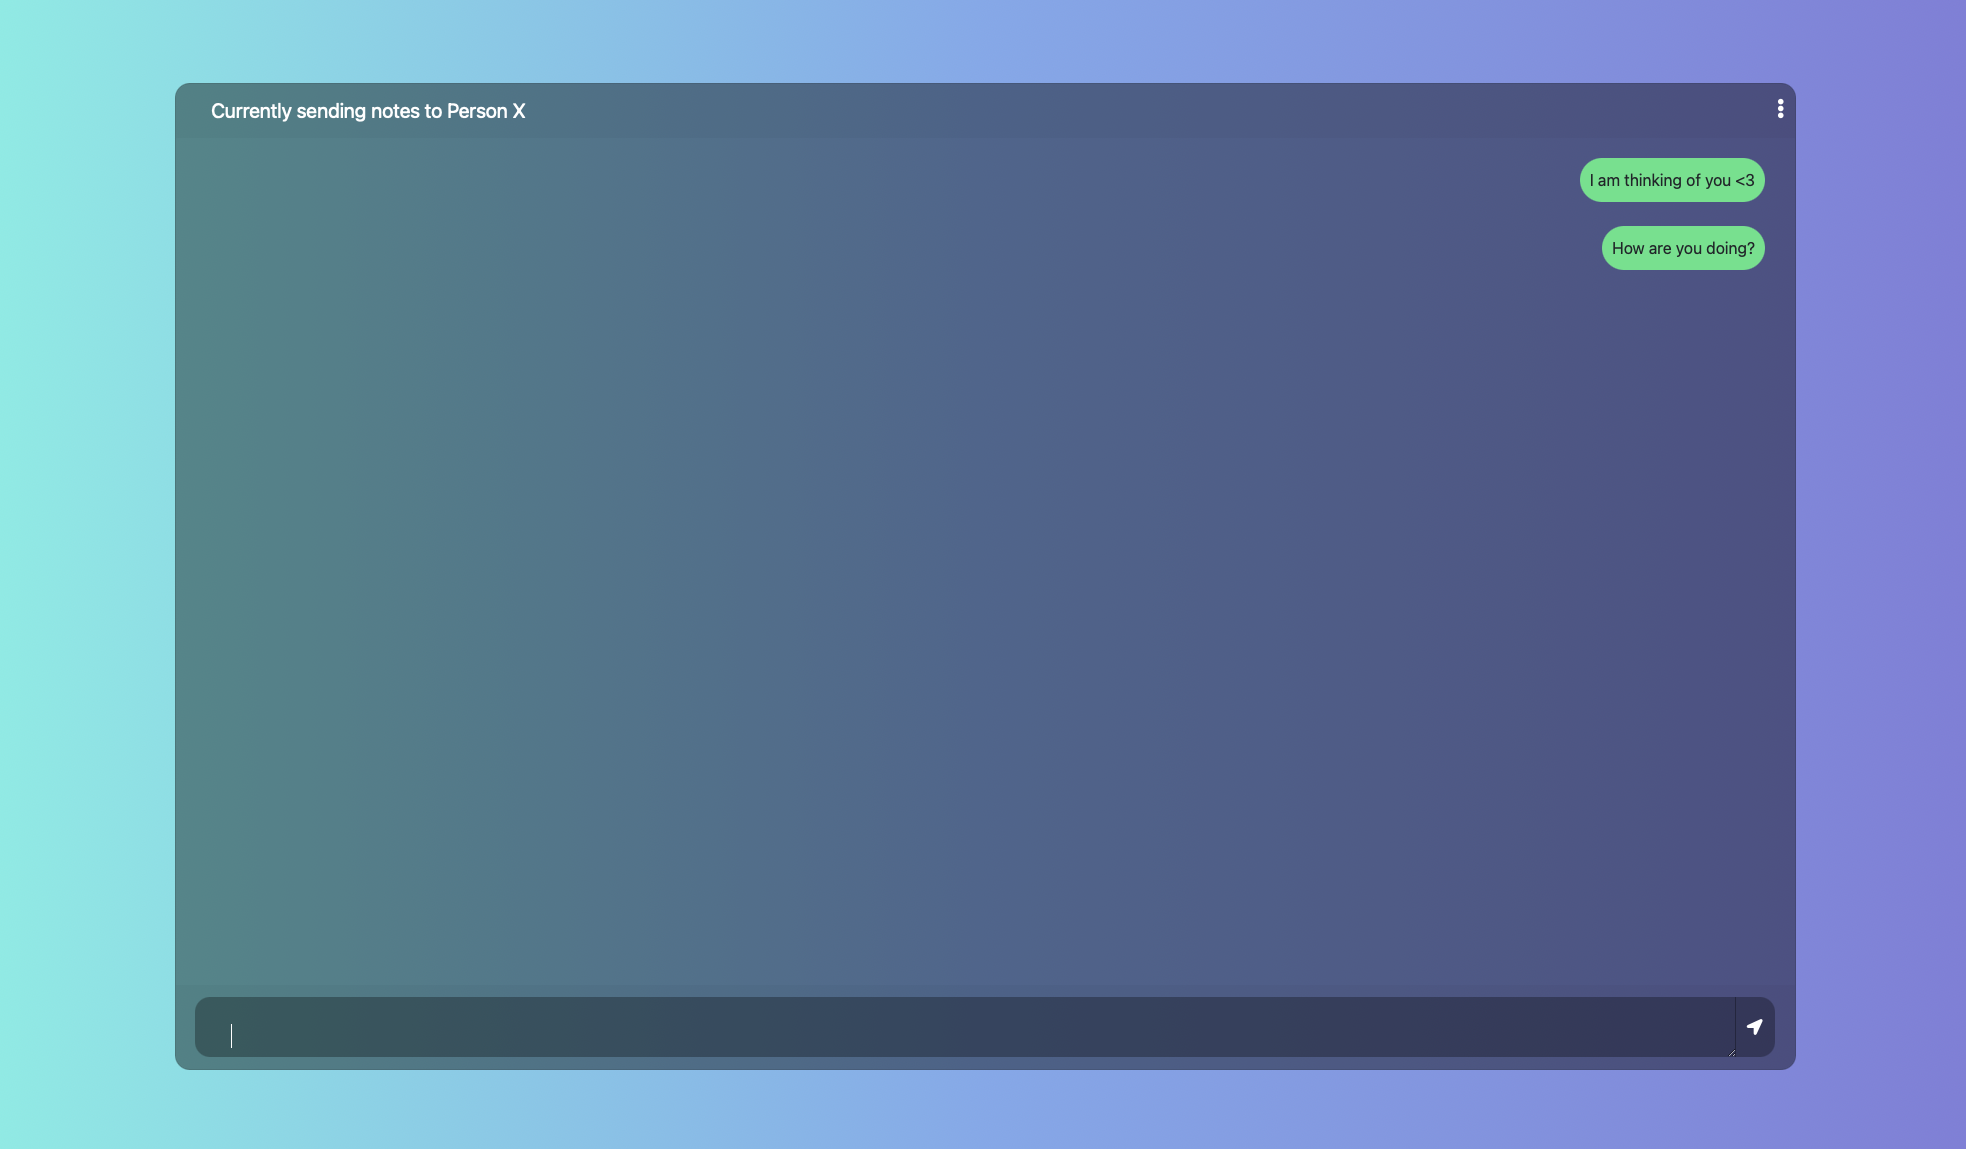 Currently sending notes to Person X
I am thinking of you <3
How are you doing?